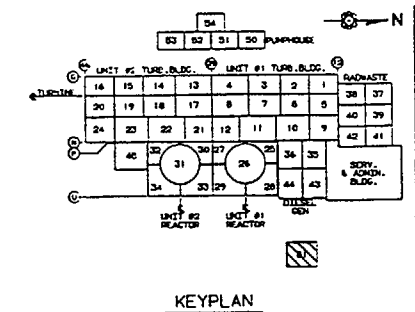 54
N
53 52 51 50 PUMPHOUSE
UNIT #2 TURB.BLDG. UNIT #1 TURB.BLDG.
RADWASTE
16 15 14 13 4 3 2 1
38 37
TURHINE
20 19 18 17 8 7 6 5
40 39
24 23 22 21 12 11 10 9
42 41
46 32 31 30 27 26 25 36 35
SERV.
& ADMIN.
BLDG.
34 33 29 28 44 43
UNIT #2
REACTOR
UNIT #1
REACTOR
DIESEL
GEN
KEYPLAN